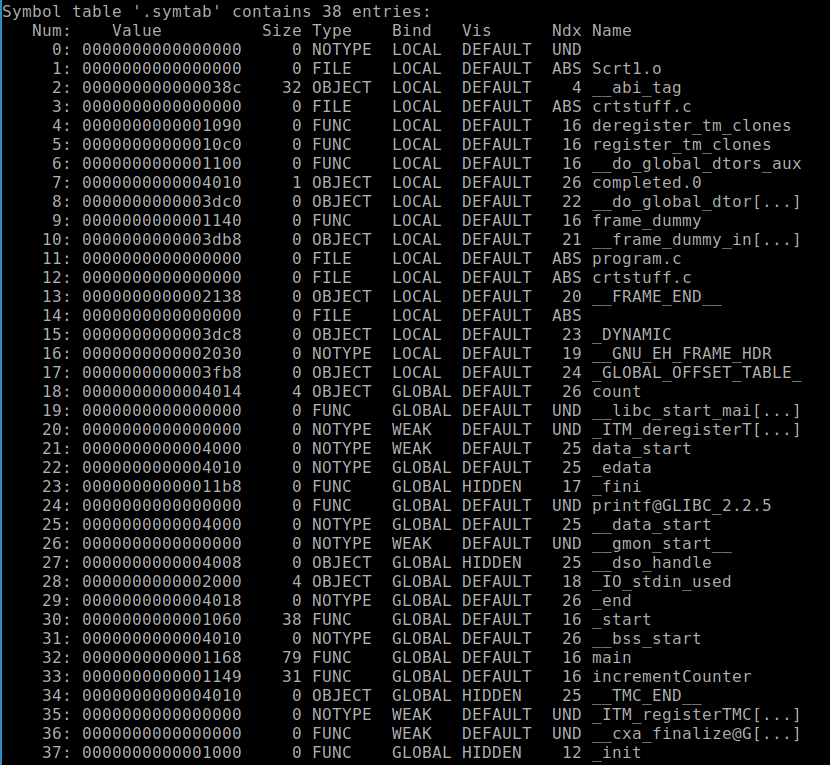 Symbol table '.symtab' contains 38 entries:
   Num:    Value          Size Type    Bind   Vis      Ndx Name
     0: 0000000000000000     0 NOTYPE  LOCAL  DEFAULT  UND
     1: 0000000000000000     0 FILE    LOCAL  DEFAULT  ABS Scrt1.o
     2: 000000000000038c    32 OBJECT  LOCAL  DEFAULT    4 __abi_tag
     3: 0000000000000000     0 FILE    LOCAL  DEFAULT  ABS crtstuff.c
     4: 0000000000001090     0 FUNC    LOCAL  DEFAULT   16 deregister_tm_clones
     5: 00000000000010c0     0 FUNC    LOCAL  DEFAULT   16 register_tm_clones
     6: 0000000000001100     0 FUNC    LOCAL  DEFAULT   16 __do_global_dtors_aux
     7: 0000000000004010     1 OBJECT  LOCAL  DEFAULT   26 completed.0
     8: 0000000000003dc0     0 OBJECT  LOCAL  DEFAULT   22 __do_global_dtor[...]
     9: 0000000000001140     0 FUNC    LOCAL  DEFAULT   16 frame_dummy
    10: 0000000000003db8     0 OBJECT  LOCAL  DEFAULT   21 __frame_dummy_in[...]
    11: 0000000000000000     0 FILE    LOCAL  DEFAULT  ABS program.c
    12: 0000000000000000     0 FILE    LOCAL  DEFAULT  ABS crtstuff.c
    13: 0000000000002138     0 OBJECT  LOCAL  DEFAULT   20 __FRAME_END__
    14: 0000000000000000     0 FILE    LOCAL  DEFAULT  ABS
    15: 0000000000003dc8     0 OBJECT  LOCAL  DEFAULT   23 _DYNAMIC
    16: 0000000000002030     0 NOTYPE  LOCAL  DEFAULT   19 __GNU_EH_FRAME_HDR
    17: 0000000000003fb8     0 OBJECT  LOCAL  DEFAULT   24 _GLOBAL_OFFSET_TABLE_
    18: 0000000000004014     4 OBJECT  GLOBAL DEFAULT   26 count
    19: 0000000000000000     0 FUNC    GLOBAL DEFAULT  UND __libc_start_mai[...]
    20: 0000000000000000     0 NOTYPE  WEAK   DEFAULT  UND _ITM_deregisterT[...]
    21: 0000000000004000     0 NOTYPE  WEAK   DEFAULT   25 data_start
    22: 0000000000004010     0 NOTYPE  GLOBAL DEFAULT   25 _edata
    23: 00000000000011b8     0 FUNC    GLOBAL HIDDEN    17 _fini
    24: 0000000000000000     0 FUNC    GLOBAL DEFAULT  UND printf@GLIBC_2.2.5
    25: 0000000000004000     0 NOTYPE  GLOBAL DEFAULT   25 __data_start
    26: 0000000000000000     0 NOTYPE  WEAK   DEFAULT  UND __gmon_start__
    27: 0000000000004008     0 OBJECT  GLOBAL HIDDEN    25 __dso_handle
    28: 0000000000002000     4 OBJECT  GLOBAL DEFAULT   18 _IO_stdin_used
    29: 0000000000004018     0 NOTYPE  GLOBAL DEFAULT   26 _end
    30: 0000000000001060    38 FUNC    GLOBAL DEFAULT   16 _start
    31: 0000000000004010     0 NOTYPE  GLOBAL DEFAULT   26 __bss_start
    32: 0000000000001168    79 FUNC    GLOBAL DEFAULT   16 main
    33: 0000000000001149    31 FUNC    GLOBAL DEFAULT   16 incrementCounter
    34: 0000000000004010     0 OBJECT  GLOBAL HIDDEN    25 __TMC_END__
    35: 0000000000000000     0 NOTYPE  WEAK   DEFAULT  UND _ITM_registerTMC[...]
    36: 0000000000000000     0 FUNC    WEAK   DEFAULT  UND __cxa_finalize@G[...]
    37: 0000000000001000     0 FUNC    GLOBAL HIDDEN    12 _init